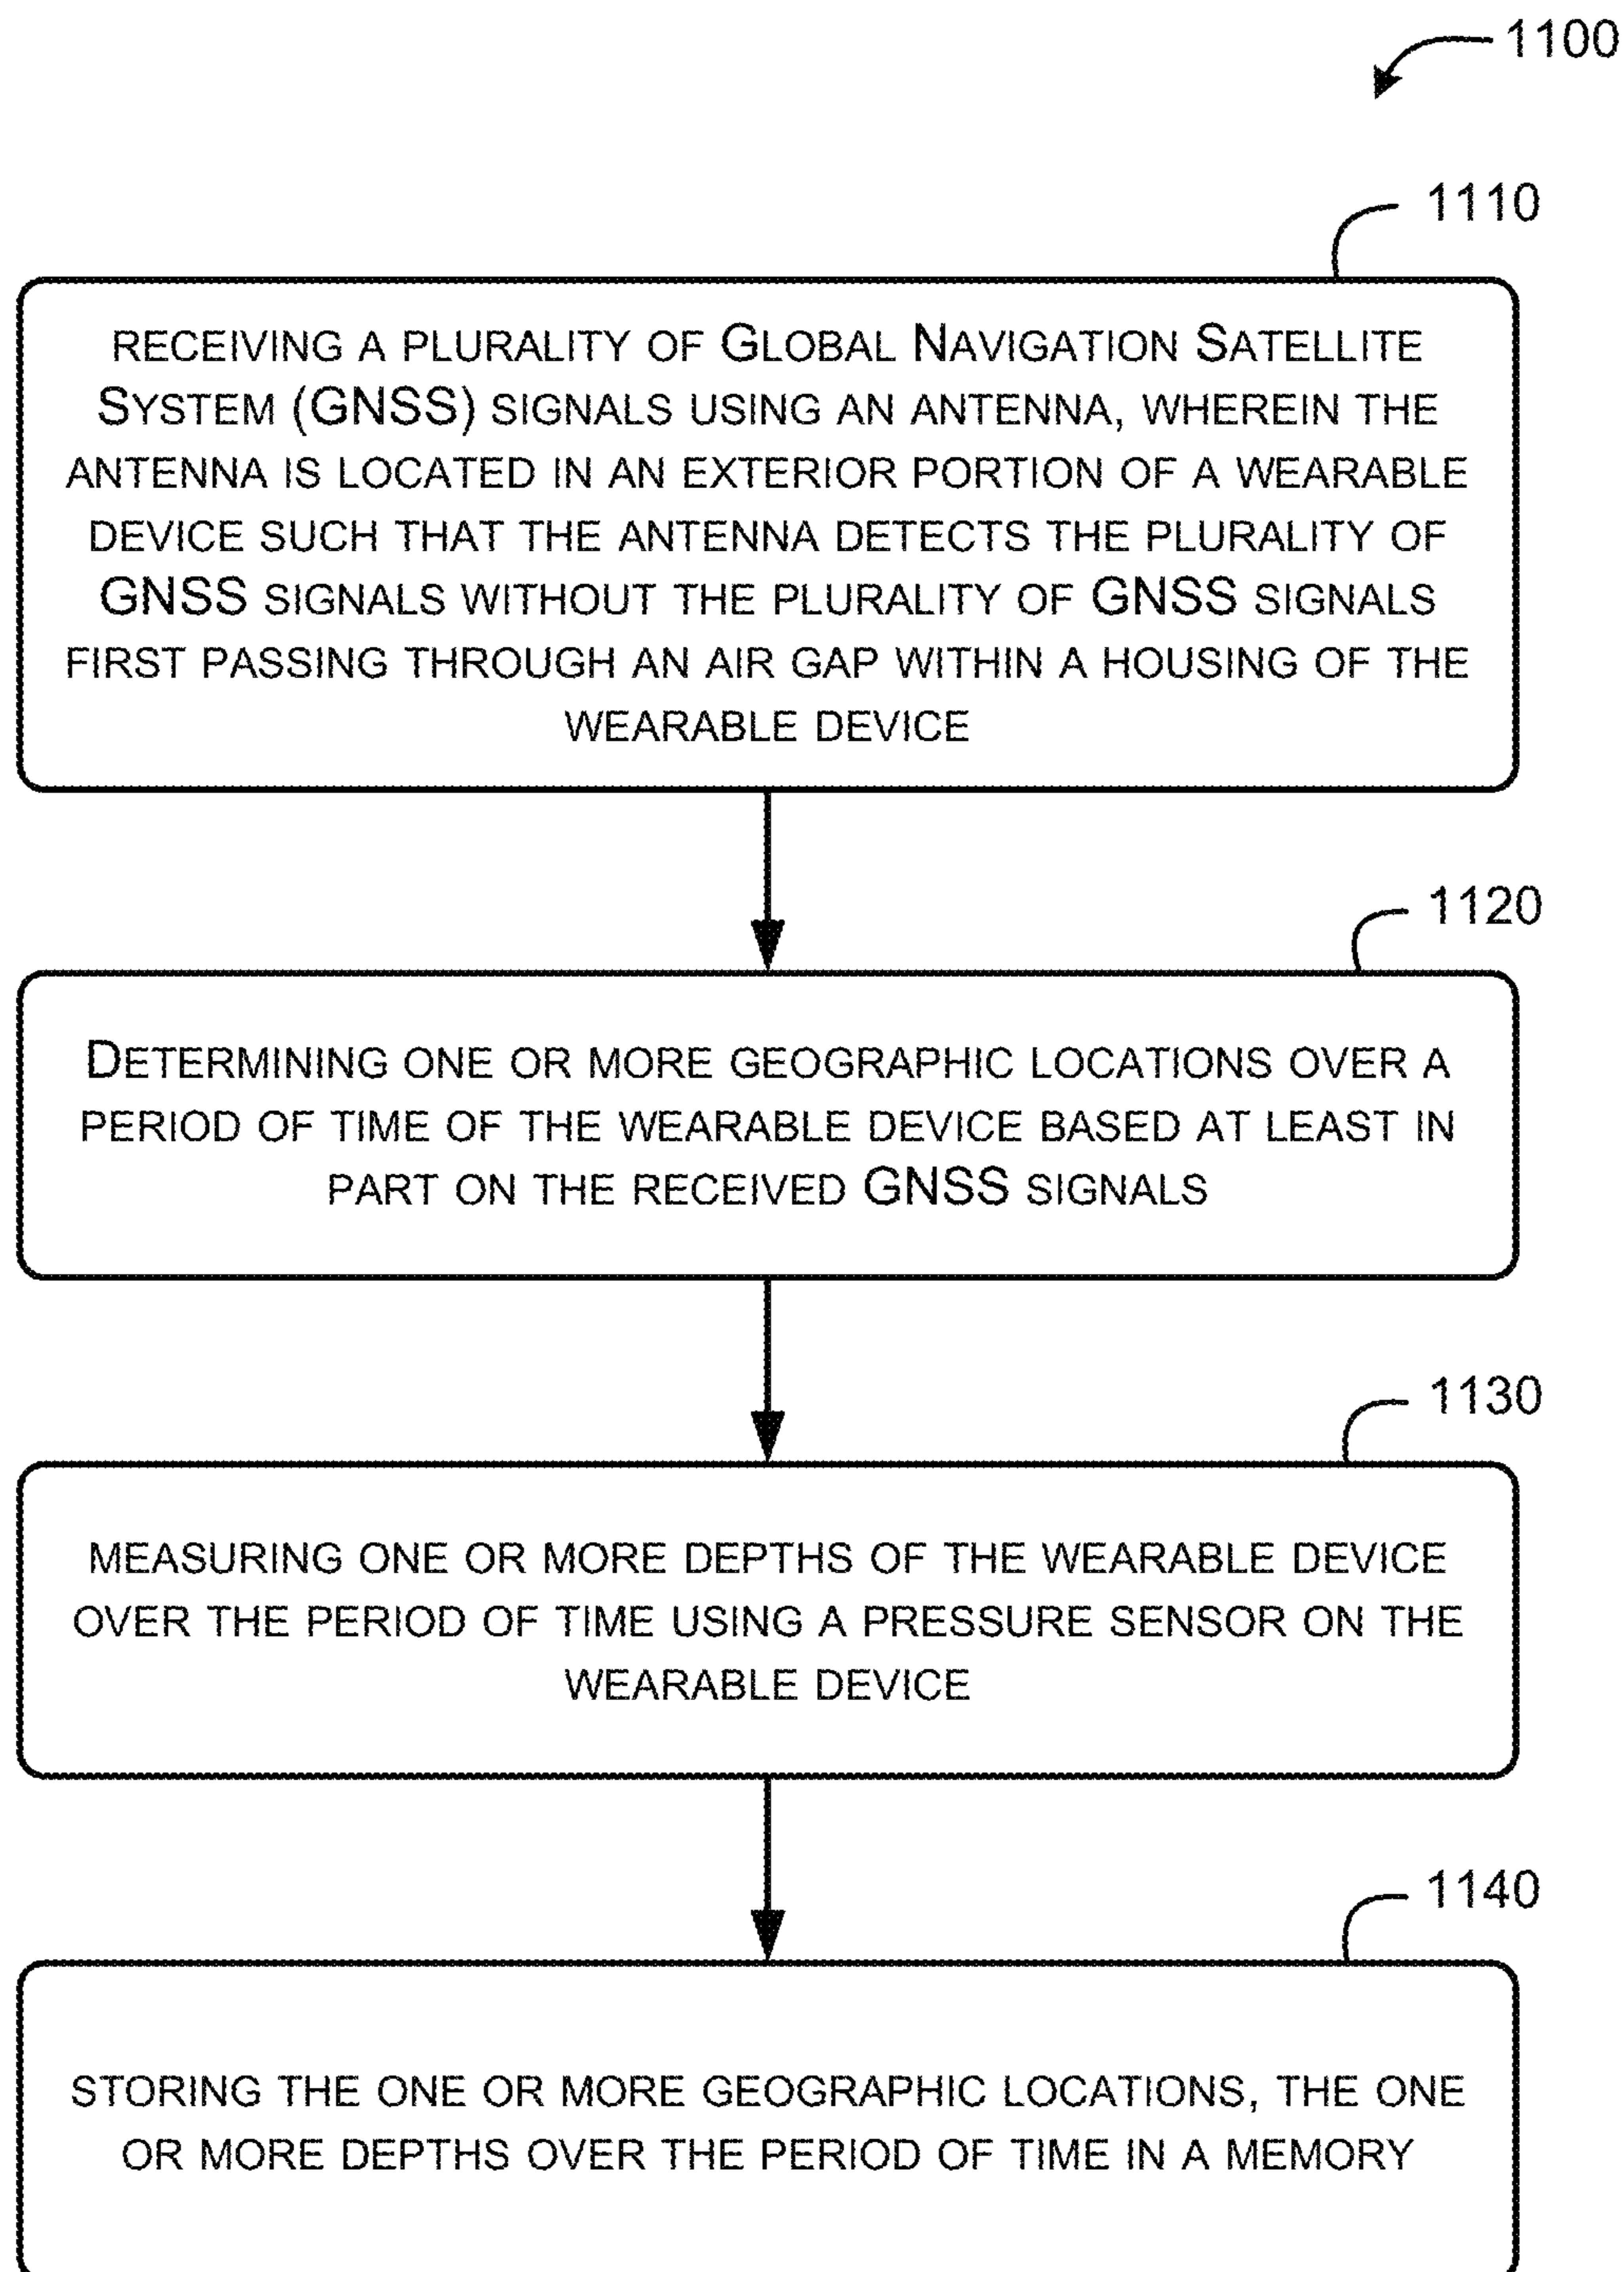 1100
1110
RECEIVING A PLURALITY OF GLOBAL NAVIGATION SATELLITE
SYSTEM (GNSS) SIGNALS USING AN ANTENNA, WHEREIN THE
ANTENNA IS LOCATED IN AN EXTERIOR PORTION OF A WEARABLE
DEVICE SUCH THAT THE ANTENNA DETECTS THE PLURALITY OF
GNSS SIGNALS WITHOUT THE PLURALITY OF GNSS SIGNALS
FIRST PASSING THROUGH AN AIR GAP WITHIN A HOUSING OF THE
WEARABLE DEVICE
1120
DETERMINING ONE OR MORE GEOGRAPHIC LOCATIONS OVER A
PERIOD OF TIME OF THE WEARABLE DEVICE BASED AT LEAST IN
PART ON THE RECEIVED GNSS SIGNALS
1130
MEASURING ONE OR MORE DEPTHS OF THE WEARABLE DEVICE
OVER THE PERIOD OF TIME USING A PRESSURE SENSOR ON THE
WEARABLE DEVICE
1140
STORING THE ONE OR MORE GEOGRAPHIC LOCATIONS, THE ONE
OR MORE DEPTHS OVER THE PERIOD OF TIME IN A MEMORY